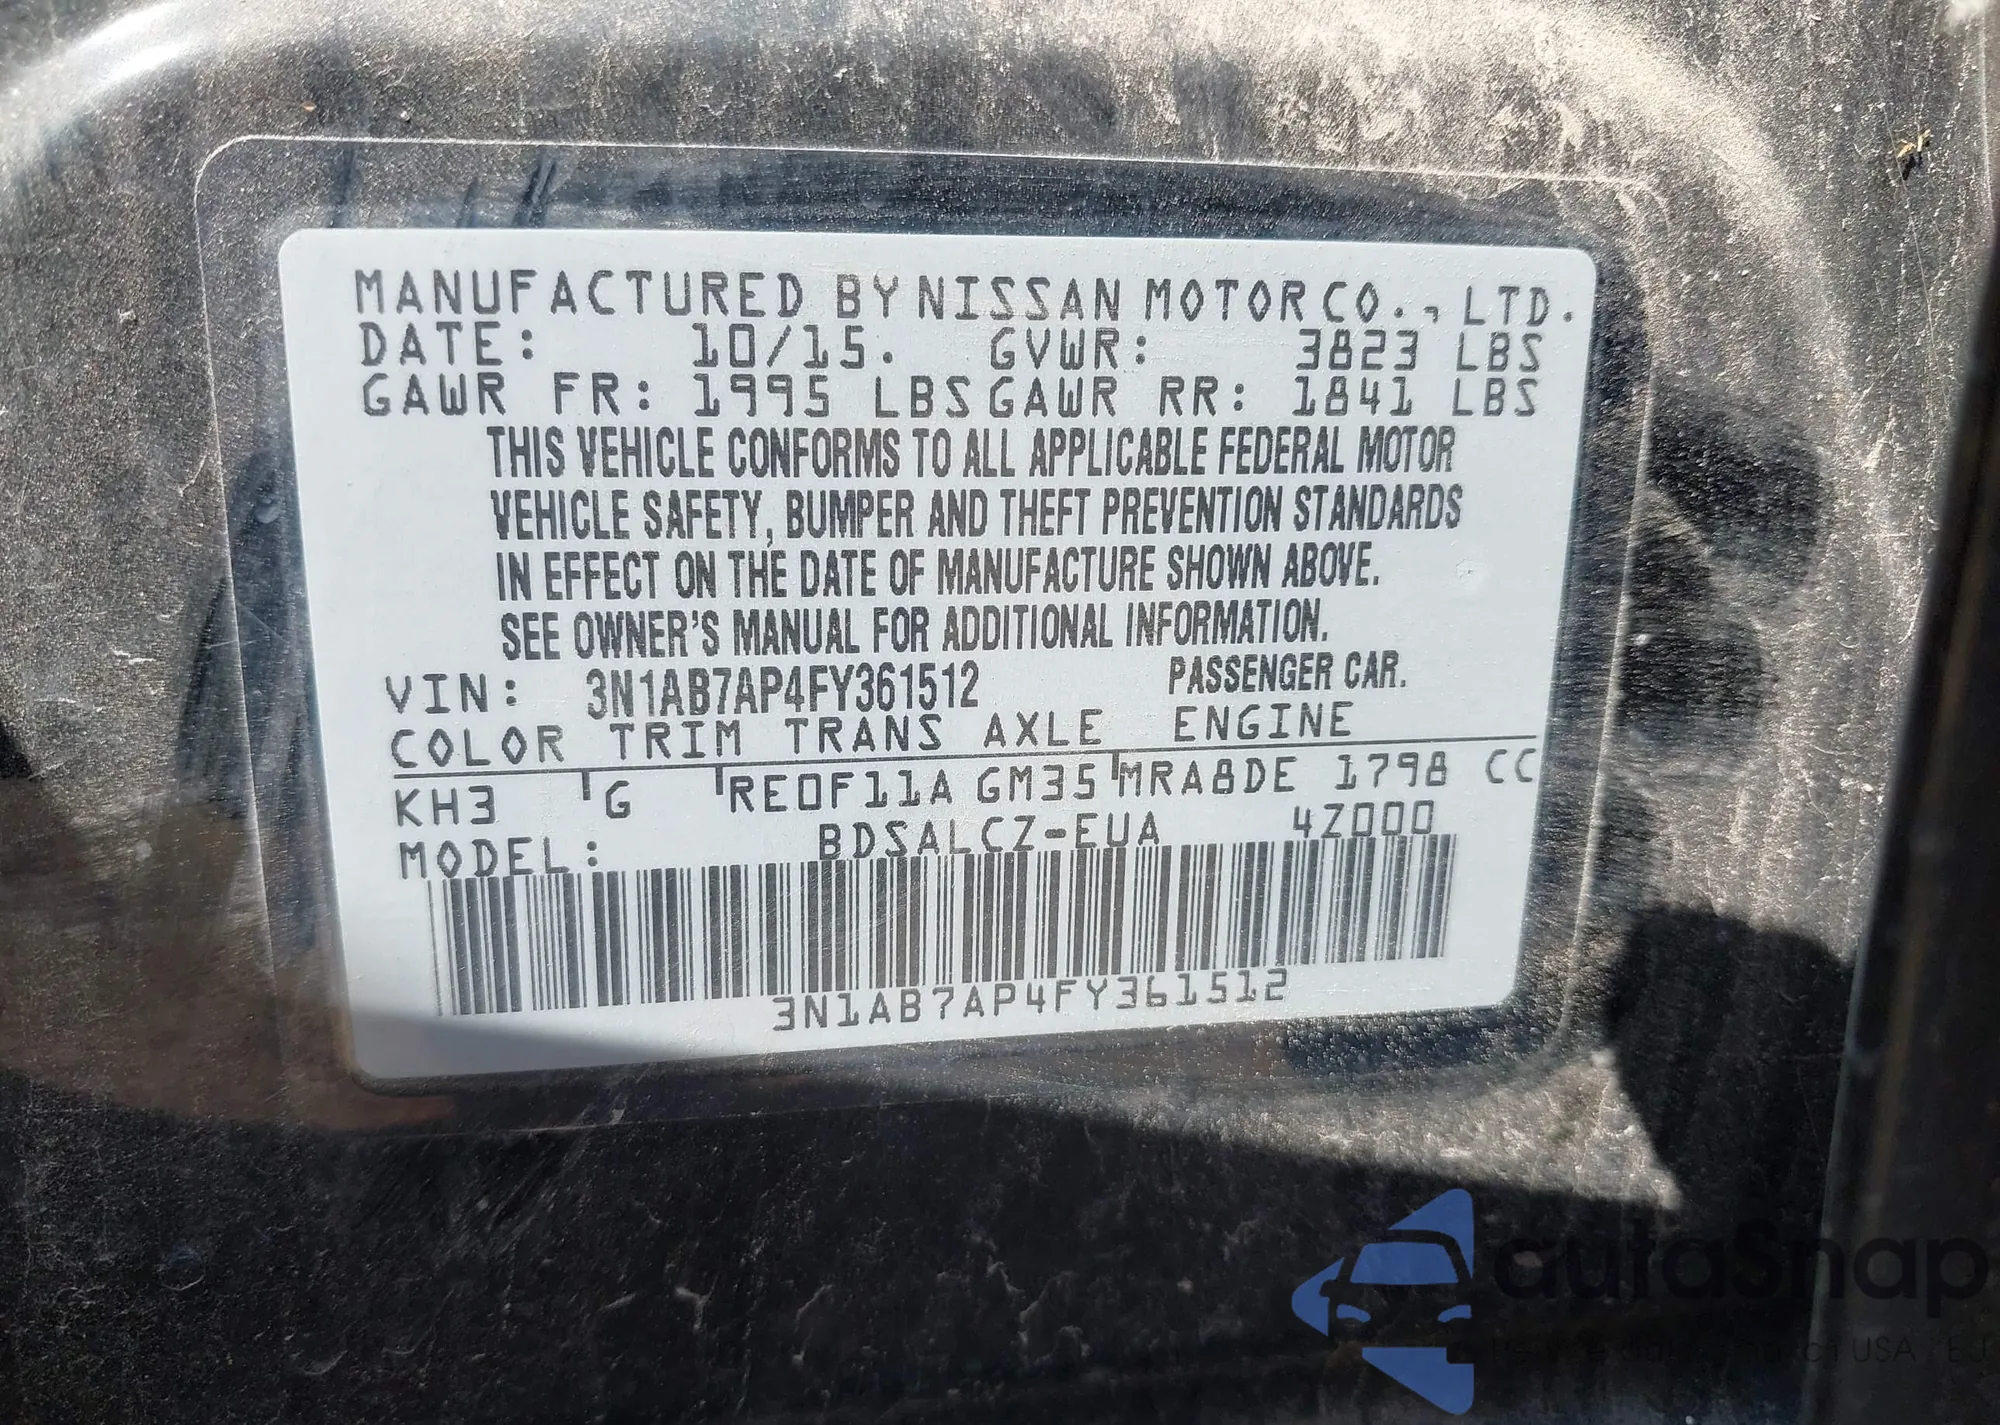 MANUFACTURED BY NISSAN MOTOR CO., LTD.
DATE: 10/15. GVWR: 3823 LBS
GAWR FR: 1995 LBS GAWR RR: 1841 LBS
THIS VEHICLE CONFORMS TO ALL APPLICABLE FEDERAL MOTOR
VEHICLE SAFETY, BUMPER AND THEFT PREVENTION STANDARDS
IN EFFECT ON THE DATE OF MANUFACTURE SHOWN ABOVE.
SEE OWNER'S MANUAL FOR ADDITIONAL INFORMATION.
VIN: 3N1AB7AP4FY361512 PASSENGER CAR.
COLOR TRIM TRANS AXLE ENGINE
KH3 G RE0F11A GM35 MRA8DE 1798 CC
MODEL: BDSALCZ-EUA 4Z000
3N1AB7AP4FY361512
autoSnap
USA